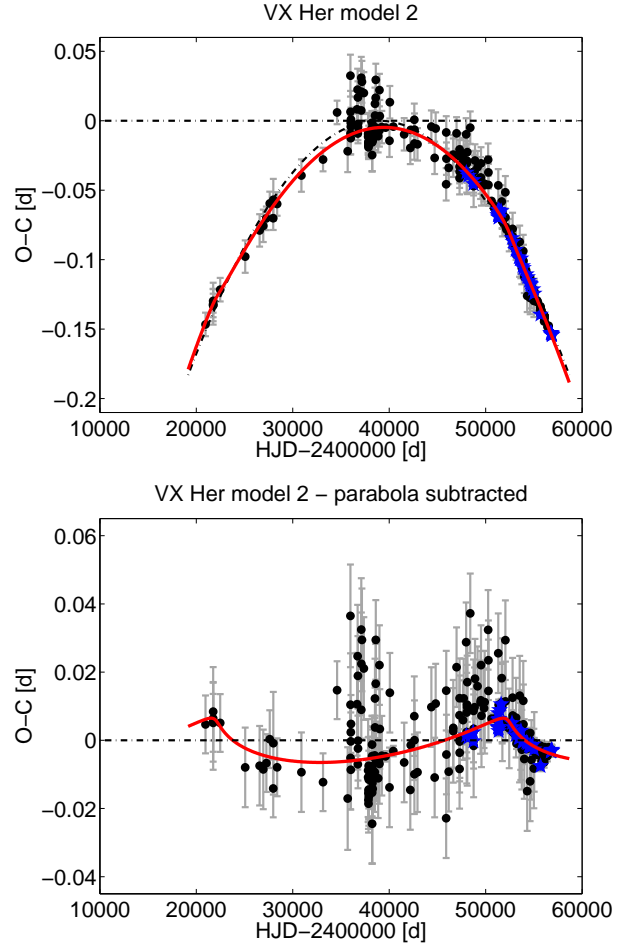 VX Her model 2
0.05
0
−0.05
−0.1
−0.15
−0.2
O−C [d]
10000 20000 30000 40000 50000 60000
HJD−2400000 [d]
VX Her model 2 − parabola subtracted
0.06
0.04
0.02
0
−0.02
−0.04
O−C [d]
10000 20000 30000 40000 50000 60000
HJD−2400000 [d]